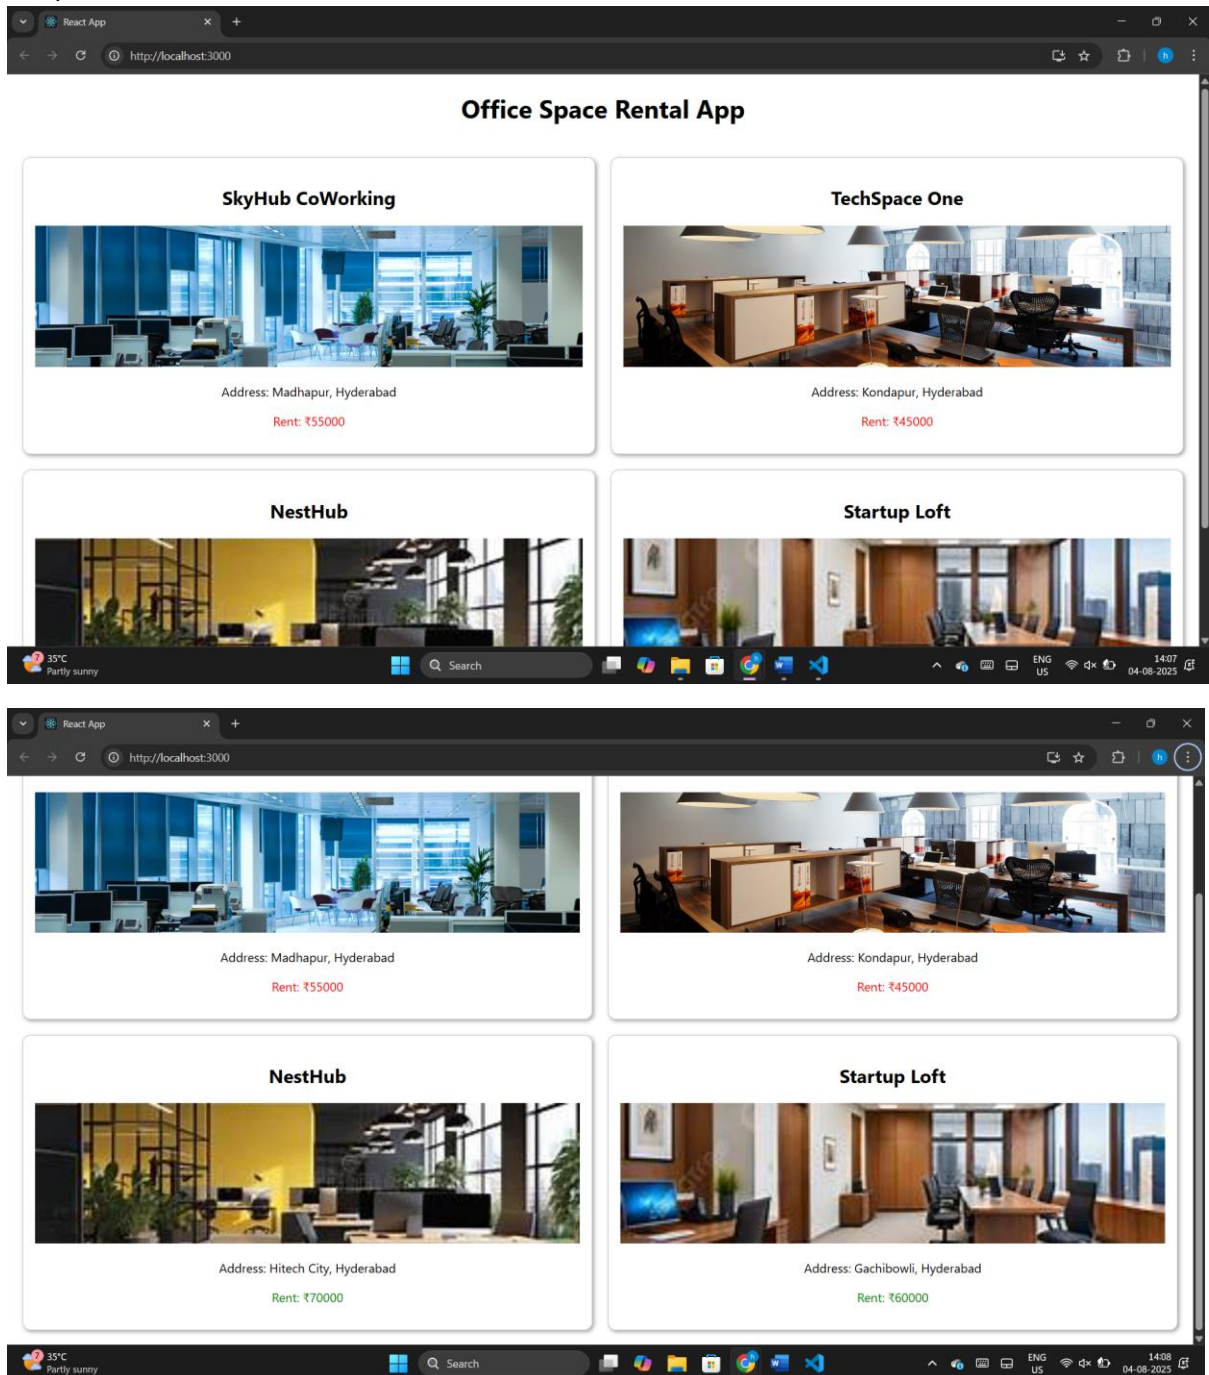 React App
http://localhost:3000
h
Office Space Rental App
SkyHub CoWorking
TechSpace One
Address: Madhapur, Hyderabad
Address: Kondapur, Hyderabad
Rent: ₹55000
Rent: ₹45000
NestHub
Startup Loft
7
35°C
Partly sunny
Search
ENG
US
14:07
04-08-2025
React App
http://localhost:3000
h
Address: Madhapur, Hyderabad
Address: Kondapur, Hyderabad
Rent: ₹55000
Rent: ₹45000
NestHub
Startup Loft
Address: Hitech City, Hyderabad
Address: Gachibowli, Hyderabad
Rent: ₹70000
Rent: ₹60000
7
35°C
Partly sunny
Search
ENG
US
14:08
04-08-2025